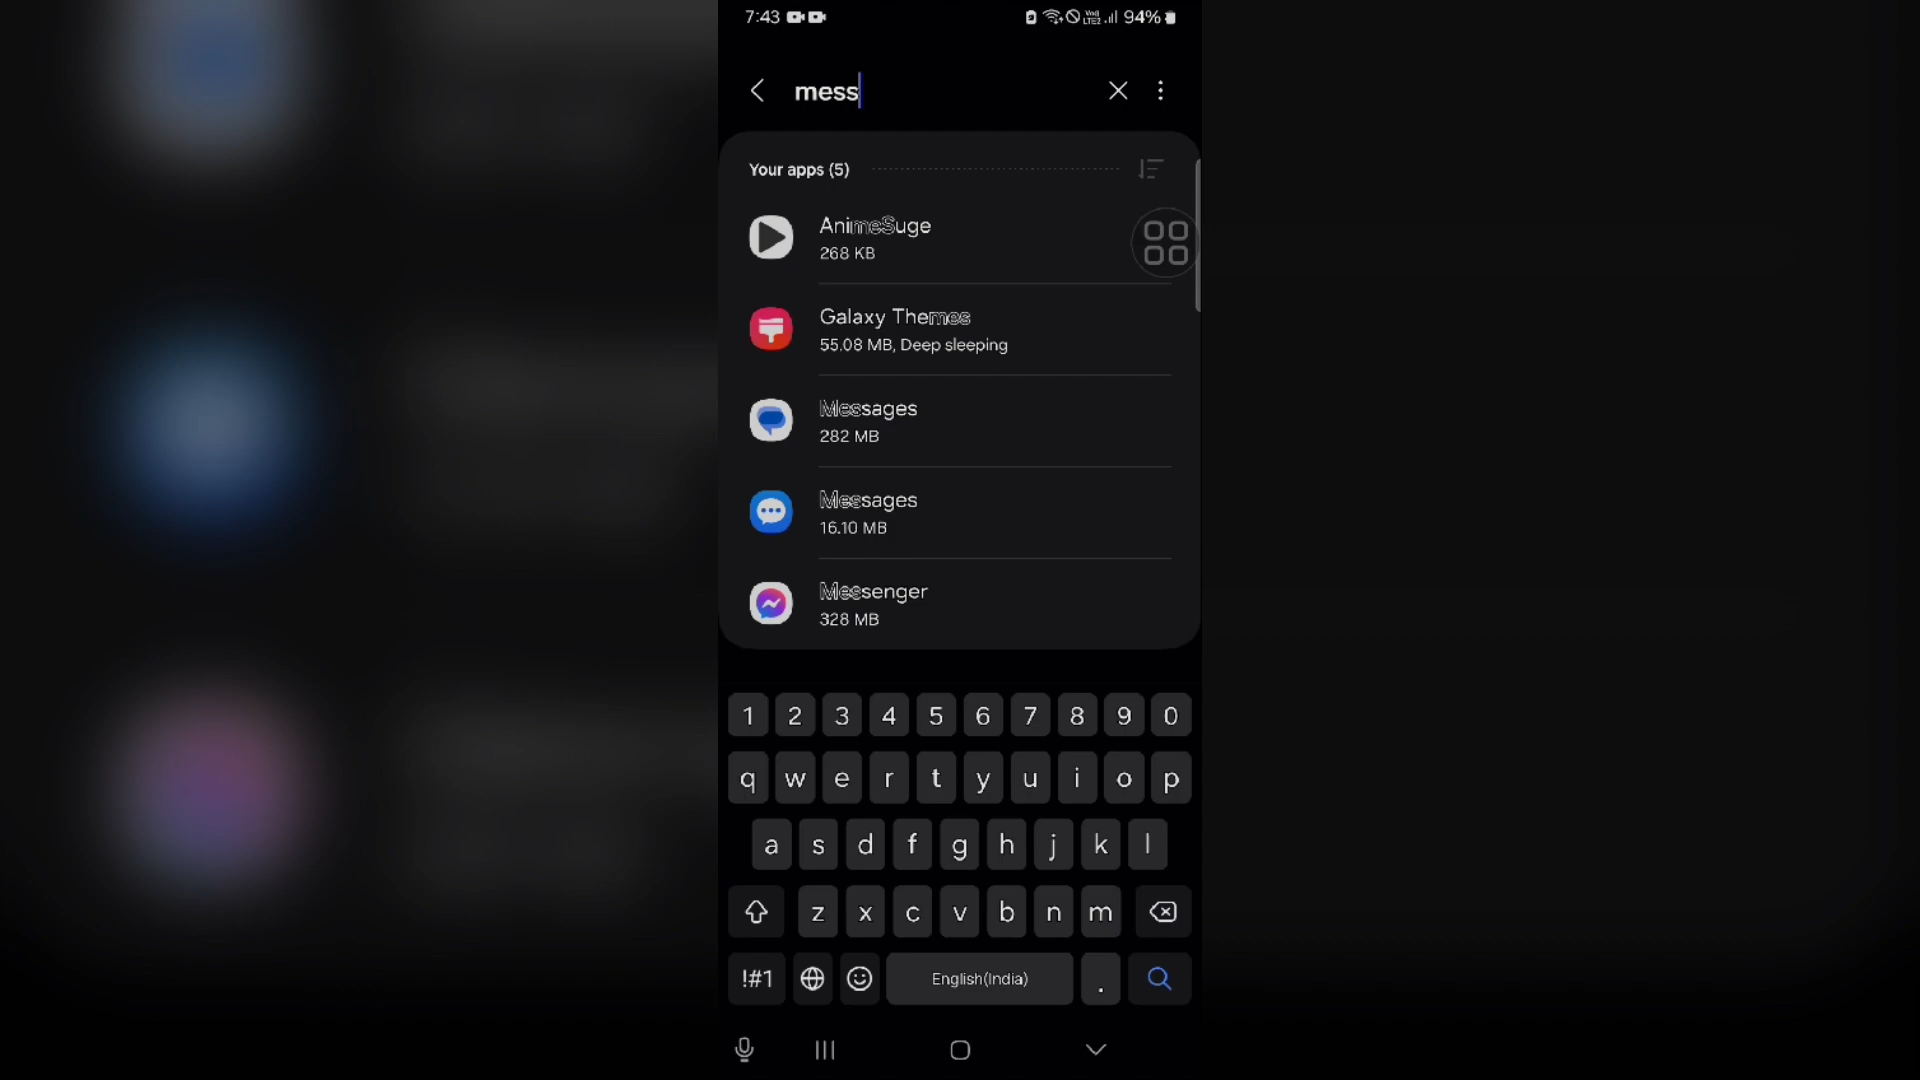 7:43 94%
Voj)
LTE2
mess
Your apps (5)
AnimeSuge
268 KB
Galaxy Themes
55.08 MB, Deep sleeping
Messages
282 MB
Messages
16.10 MB
Messenger
328 MB
1 2 3 4 5 6 7 8 9 0
q w e r t y u i o p
a s d f g h j k l
z x c v b n m
!#1 English(India) .